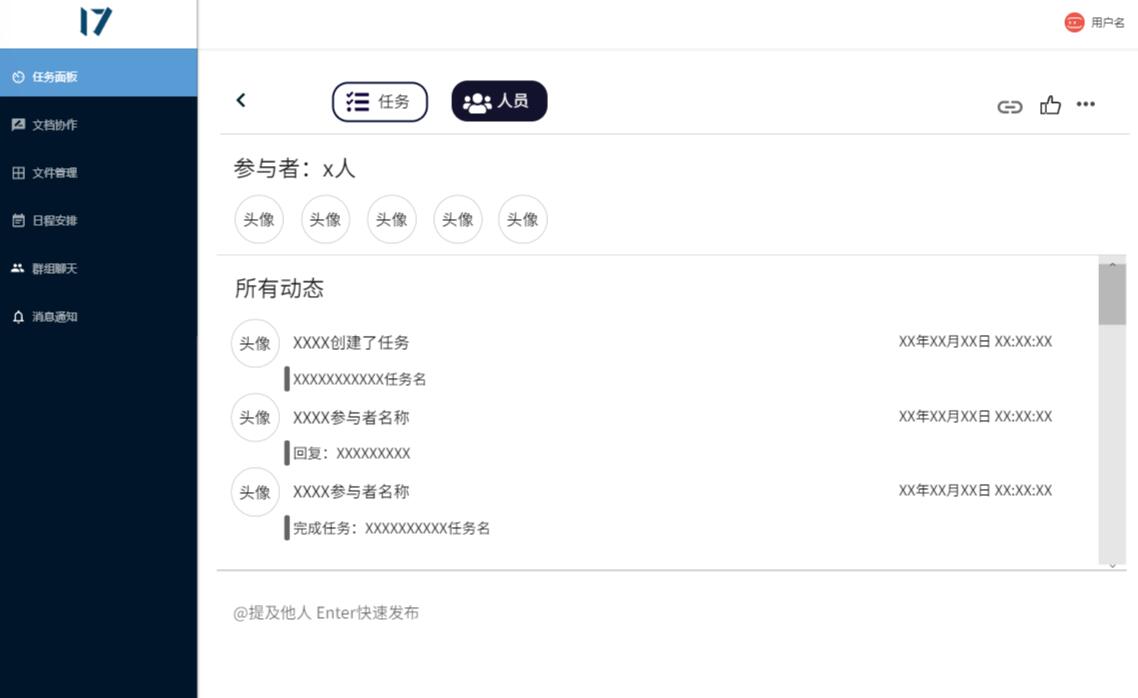 17
用户名
任务面板
文档协作
文件管理
日程安排
群组聊天
消息通知
任务
人员
参与者：x人
头像 头像 头像 头像 头像
所有动态
头像 XXXX创建了任务 XX年XX月XX日 XX:XX:XX
XXXXXXXXXXX任务名
头像 XXXX参与者名称 XX年XX月XX日 XX:XX:XX
回复：XXXXXXXXX
头像 XXXX参与者名称 XX年XX月XX日 XX:XX:XX
完成任务：XXXXXXXXXX任务名
@提及他人 Enter快速发布